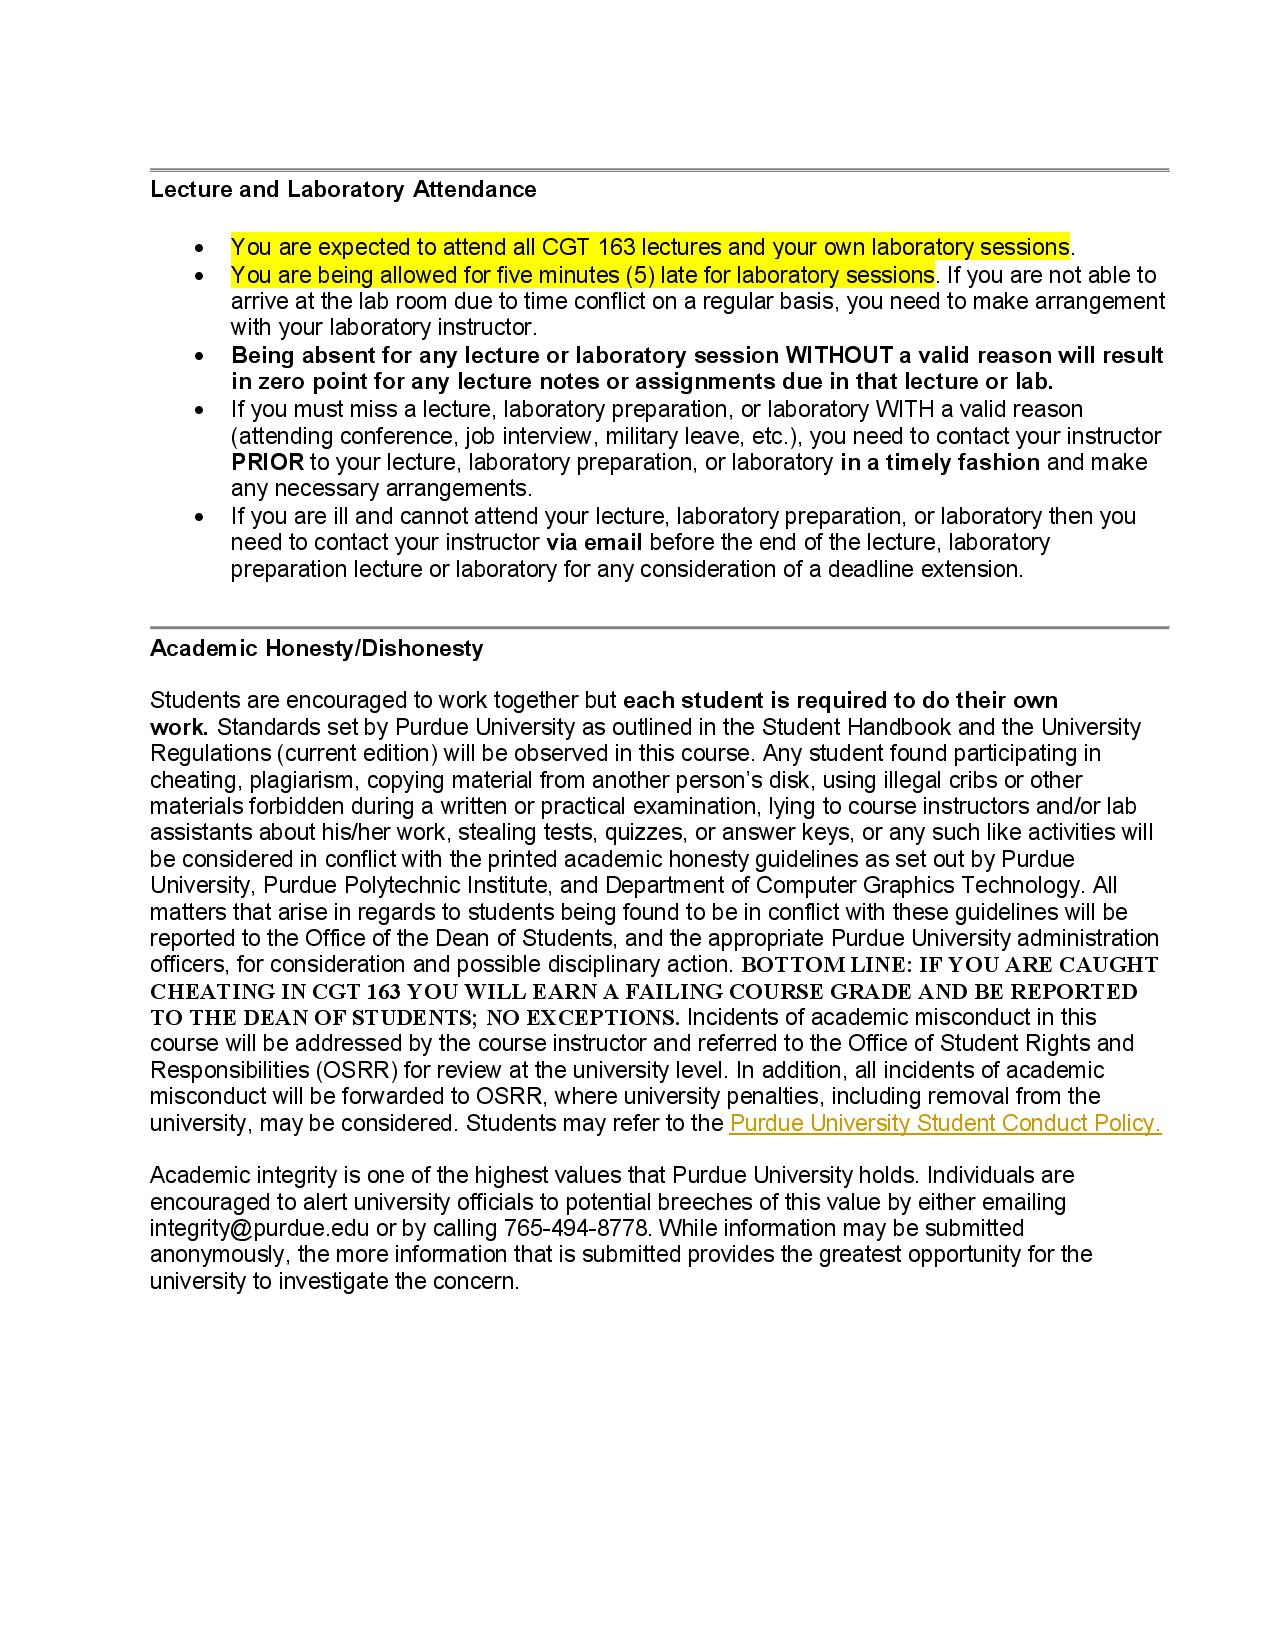 Lecture and Laboratory Attendance
• You are expected to attend all CGT 163 lectures and your own laboratory sessions.
• You are being allowed for five minutes (5) late for laboratory sessions. If you are not able to
arrive at the lab room due to time conflict on a regular basis, you need to make arrangement
with your laboratory instructor.
• Being absent for any lecture or laboratory session WITHOUT a valid reason will result
in zero point for any lecture notes or assignments due in that lecture or lab.
• If you must miss a lecture, laboratory preparation, or laboratory WITH a valid reason
(attending conference, job interview, military leave, etc.), you need to contact your instructor
PRIOR to your lecture, laboratory preparation, or laboratory in a timely fashion and make
any necessary arrangements.
• If you are ill and cannot attend your lecture, laboratory preparation, or laboratory then you
need to contact your instructor via email before the end of the lecture, laboratory
preparation lecture or laboratory for any consideration of a deadline extension.
Academic Honesty/Dishonesty
Students are encouraged to work together but each student is required to do their own
work. Standards set by Purdue University as outlined in the Student Handbook and the University
Regulations (current edition) will be observed in this course. Any student found participating in
cheating, plagiarism, copying material from another person’s disk, using illegal cribs or other
materials forbidden during a written or practical examination, lying to course instructors and/or lab
assistants about his/her work, stealing tests, quizzes, or answer keys, or any such like activities will
be considered in conflict with the printed academic honesty guidelines as set out by Purdue
University, Purdue Polytechnic Institute, and Department of Computer Graphics Technology. All
matters that arise in regards to students being found to be in conflict with these guidelines will be
reported to the Office of the Dean of Students, and the appropriate Purdue University administration
officers, for consideration and possible disciplinary action. BOTTOM LINE: IF YOU ARE CAUGHT
CHEATING IN CGT 163 YOU WILL EARN A FAILING COURSE GRADE AND BE REPORTED
TO THE DEAN OF STUDENTS; NO EXCEPTIONS. Incidents of academic misconduct in this
course will be addressed by the course instructor and referred to the Office of Student Rights and
Responsibilities (OSRR) for review at the university level. In addition, all incidents of academic
misconduct will be forwarded to OSRR, where university penalties, including removal from the
university, may be considered. Students may refer to the Purdue University Student Conduct Policy.
Academic integrity is one of the highest values that Purdue University holds. Individuals are
encouraged to alert university officials to potential breeches of this value by either emailing
integrity@purdue.edu or by calling 765-494-8778. While information may be submitted
anonymously, the more information that is submitted provides the greatest opportunity for the
university to investigate the concern.